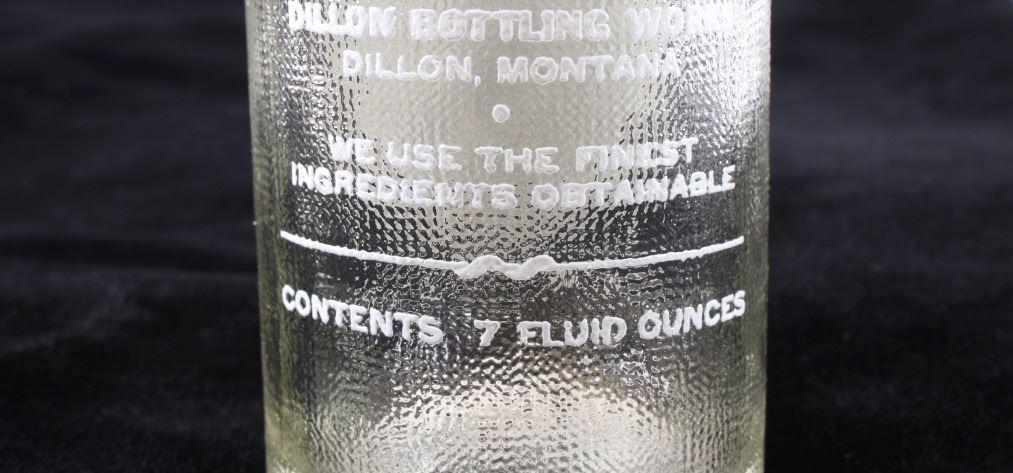 DILLON BOTTLING WORKS
DILLON, MONTANA
WE USE THE FINEST
INGREDIENTS OBTAINABLE
CONTENTS 7 FLUID OUNCES